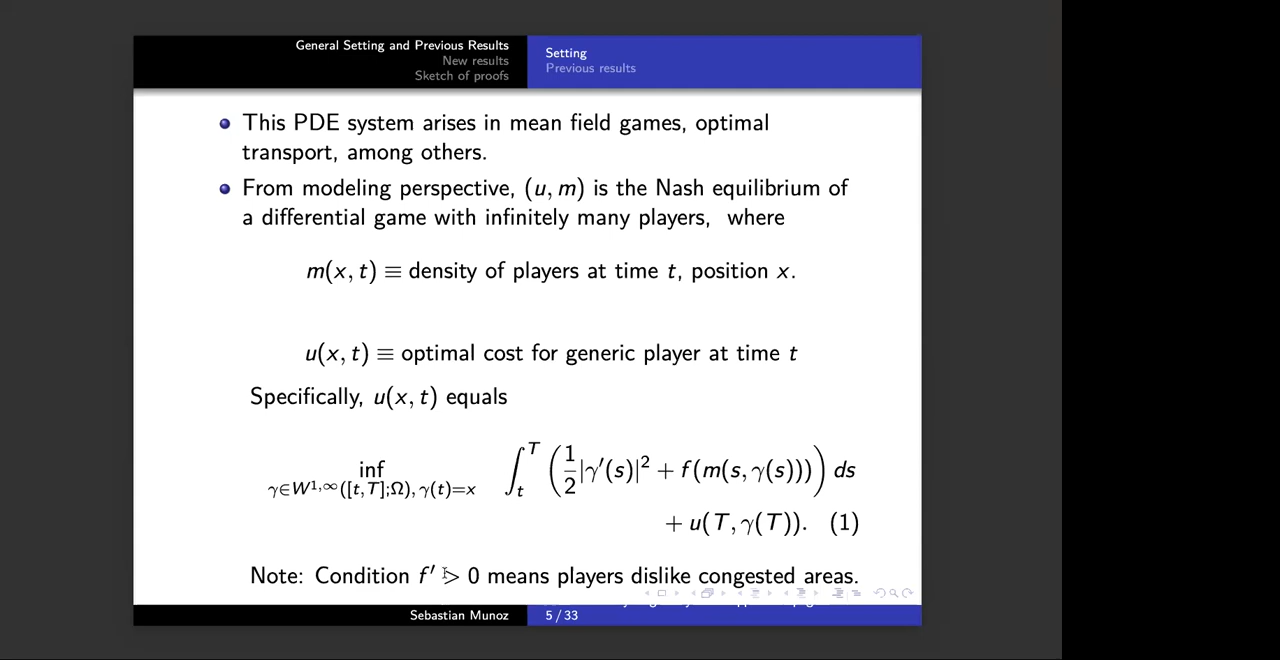 General Setting and Previous Results
New results
Sketch of proofs
Setting
Previous results
This PDE system arises in mean field games, optimal
transport, among others.
From modeling perspective, (u, m) is the Nash equilibrium of
a differential game with infinitely many players, where
m(x, t) ≡ density of players at time t, position x.
u(x, t) ≡ optimal cost for generic player at time t
Specifically, u(x, t) equals
inf_{γ∈W^{1,∞}([t,T];Ω),γ(t)=x} ∫_t^T (1/2 |γ′(s)|² + f(m(s, γ(s)))) ds
+ u(T, γ(T)). (1)
Note: Condition f′ > 0 means players dislike congested areas.
Sebastian Munoz
5 / 33